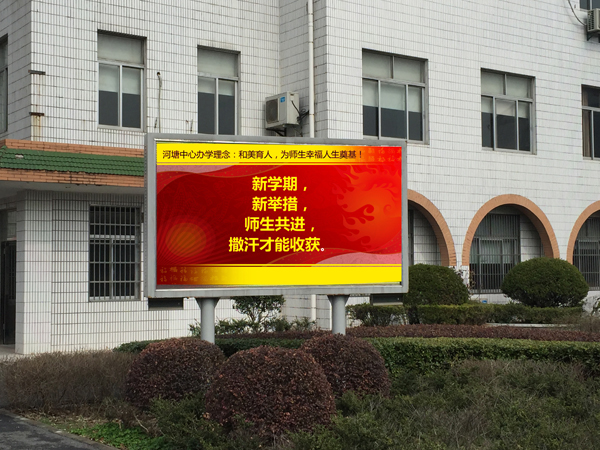 河塘中心办学理念：和美育人，为师生幸福人生奠基！
新学期，
新举措，
师生共进，
撒汗才能收获。